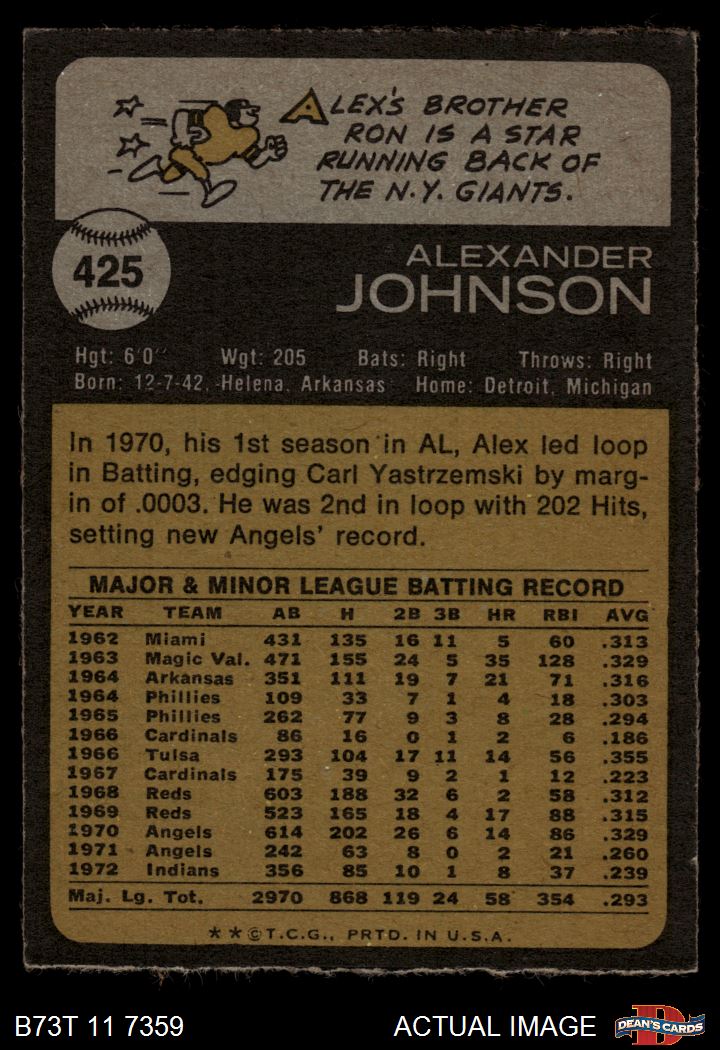 ALEX'S BROTHER
RON IS A STAR
RUNNING BACK OF
THE N.Y. GIANTS.
425
ALEXANDER
JOHNSON
Hgt: 6'0" Wgt: 205 Bats: Right Throws: Right
Born: 12-7-42, Helena, Arkansas Home: Detroit, Michigan
In 1970, his 1st season in AL, Alex led loop
in Batting, edging Carl Yastrzemski by marg-
in of .0003. He was 2nd in loop with 202 Hits,
setting new Angels' record.
MAJOR & MINOR LEAGUE BATTING RECORD
YEAR TEAM AB H 2B 3B HR RBI AVG
1962 Miami 431 135 16 11 5 60 .313
1963 Magic Val. 471 155 24 5 35 128 .329
1964 Arkansas 351 111 19 7 21 71 .316
1964 Phillies 109 33 7 1 4 18 .303
1965 Phillies 262 77 9 3 8 28 .294
1966 Cardinals 86 16 0 1 2 6 .186
1966 Tulsa 293 104 17 11 14 56 .355
1967 Cardinals 175 39 9 2 1 12 .223
1968 Reds 603 188 32 6 2 58 .312
1969 Reds 523 165 18 4 17 88 .315
1970 Angels 614 202 26 6 14 86 .329
1971 Angels 242 63 8 0 2 21 .260
1972 Indians 356 85 10 1 8 37 .239
Maj. Lg. Tot. 2970 868 119 24 58 354 .293
**©T.C.G., PRTD. IN U.S.A.
B73T 11 7359 ACTUAL IMAGE DEAN'S CARDS